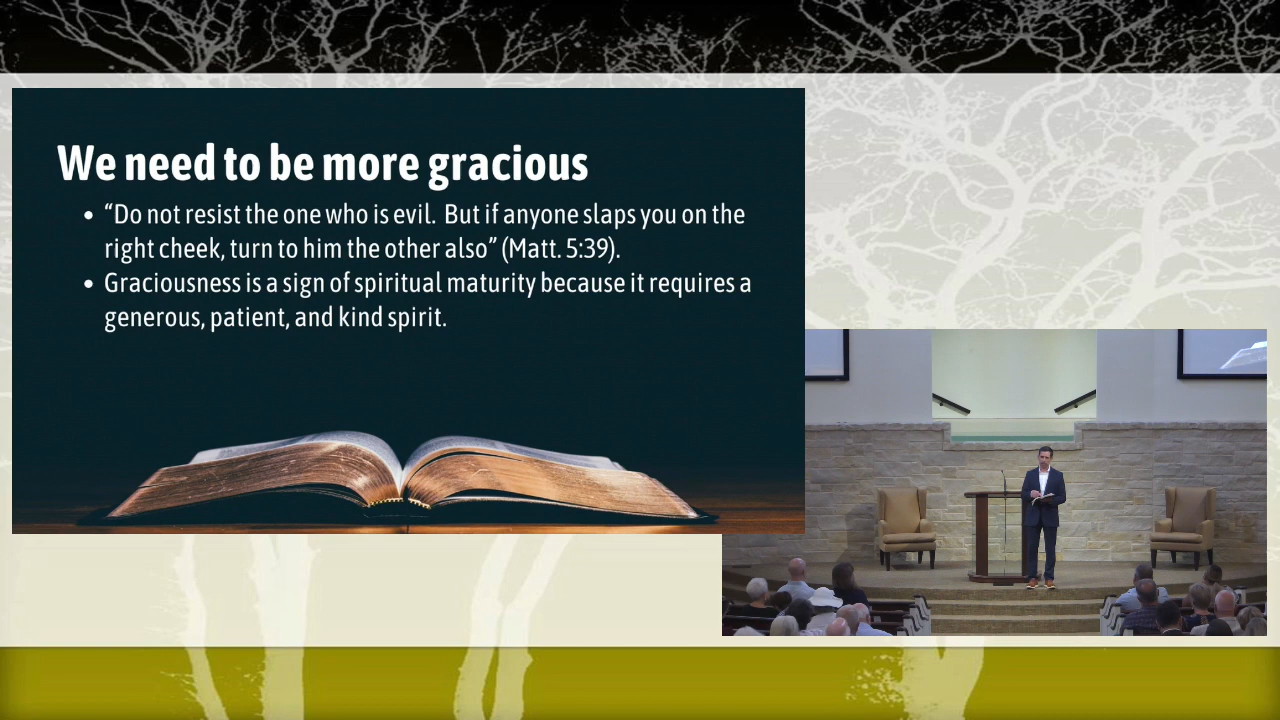 We need to be more gracious
• “Do not resist the one who is evil. But if anyone slaps you on the
right cheek, turn to him the other also” (Matt. 5:39).
• Graciousness is a sign of spiritual maturity because it requires a
generous, patient, and kind spirit.